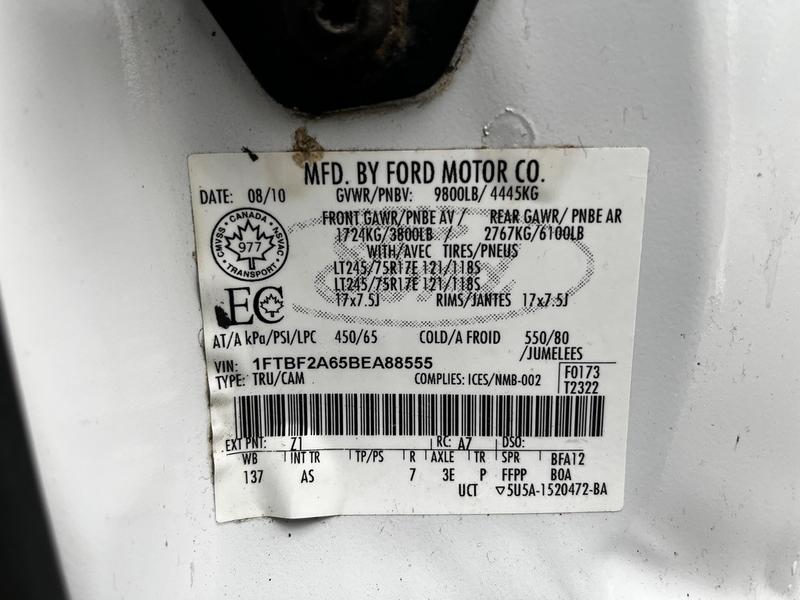 MFD. BY FORD MOTOR CO.
DATE: 08/10 GVWR/PNBV: 9800LB/ 4445KG
FRONT GAWR/PNBE AV / REAR GAWR/ PNBE AR
1724KG/3800LB / 2767KG/6100LB
WITH/AVEC TIRES/PNEUS
LT245/75R17E 121/118S
LT245/75R17E 121/118S
17x7.5J RIMS/JANTES 17x7.5J
CMVSS • CANADA • NSVAC • TRANSPORT •
977
EC
AT/A kPa/PSI/LPC 450/65 COLD/A FROID 550/80
/JUMELEES
VIN: 1FTBF2A65BEA88555
F0173
TYPE: TRU/CAM COMPLIES: ICES/NMB-002
T2322
EXT PNT: Z1 RC: A7 DSO:
WB INT TR TP/PS R AXLE TR SPR BFA12
137 AS 7 3E P FFPP B0A
UCT ▽5U5A-1520472-BA